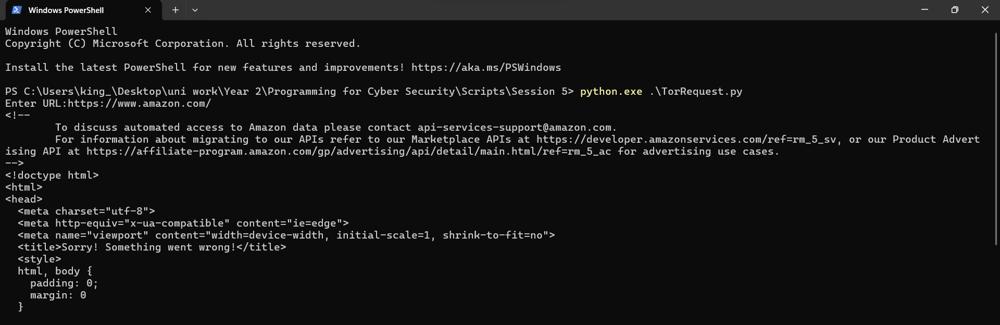 Windows PowerShell
Windows PowerShell
Copyright (C) Microsoft Corporation. All rights reserved.
Install the latest PowerShell for new features and improvements! https://aka.ms/PSWindows
PS C:\Users\king_\Desktop\uni work\Year 2\Programming for Cyber Security\Scripts\Session 5> python.exe .\TorRequest.py
Enter URL:https://www.amazon.com/
<!--
        To discuss automated access to Amazon data please contact api-services-support@amazon.com.
        For information about migrating to our APIs refer to our Marketplace APIs at https://developer.amazonservices.com/ref=rm_5_sv, or our Product Advert
ising API at https://affiliate-program.amazon.com/gp/advertising/api/detail/main.html/ref=rm_5_ac for advertising use cases.
-->
<!doctype html>
<html>
<head>
  <meta charset="utf-8">
  <meta http-equiv="x-ua-compatible" content="ie=edge">
  <meta name="viewport" content="width=device-width, initial-scale=1, shrink-to-fit=no">
  <title>Sorry! Something went wrong!</title>
  <style>
  html, body {
    padding: 0;
    margin: 0
  }